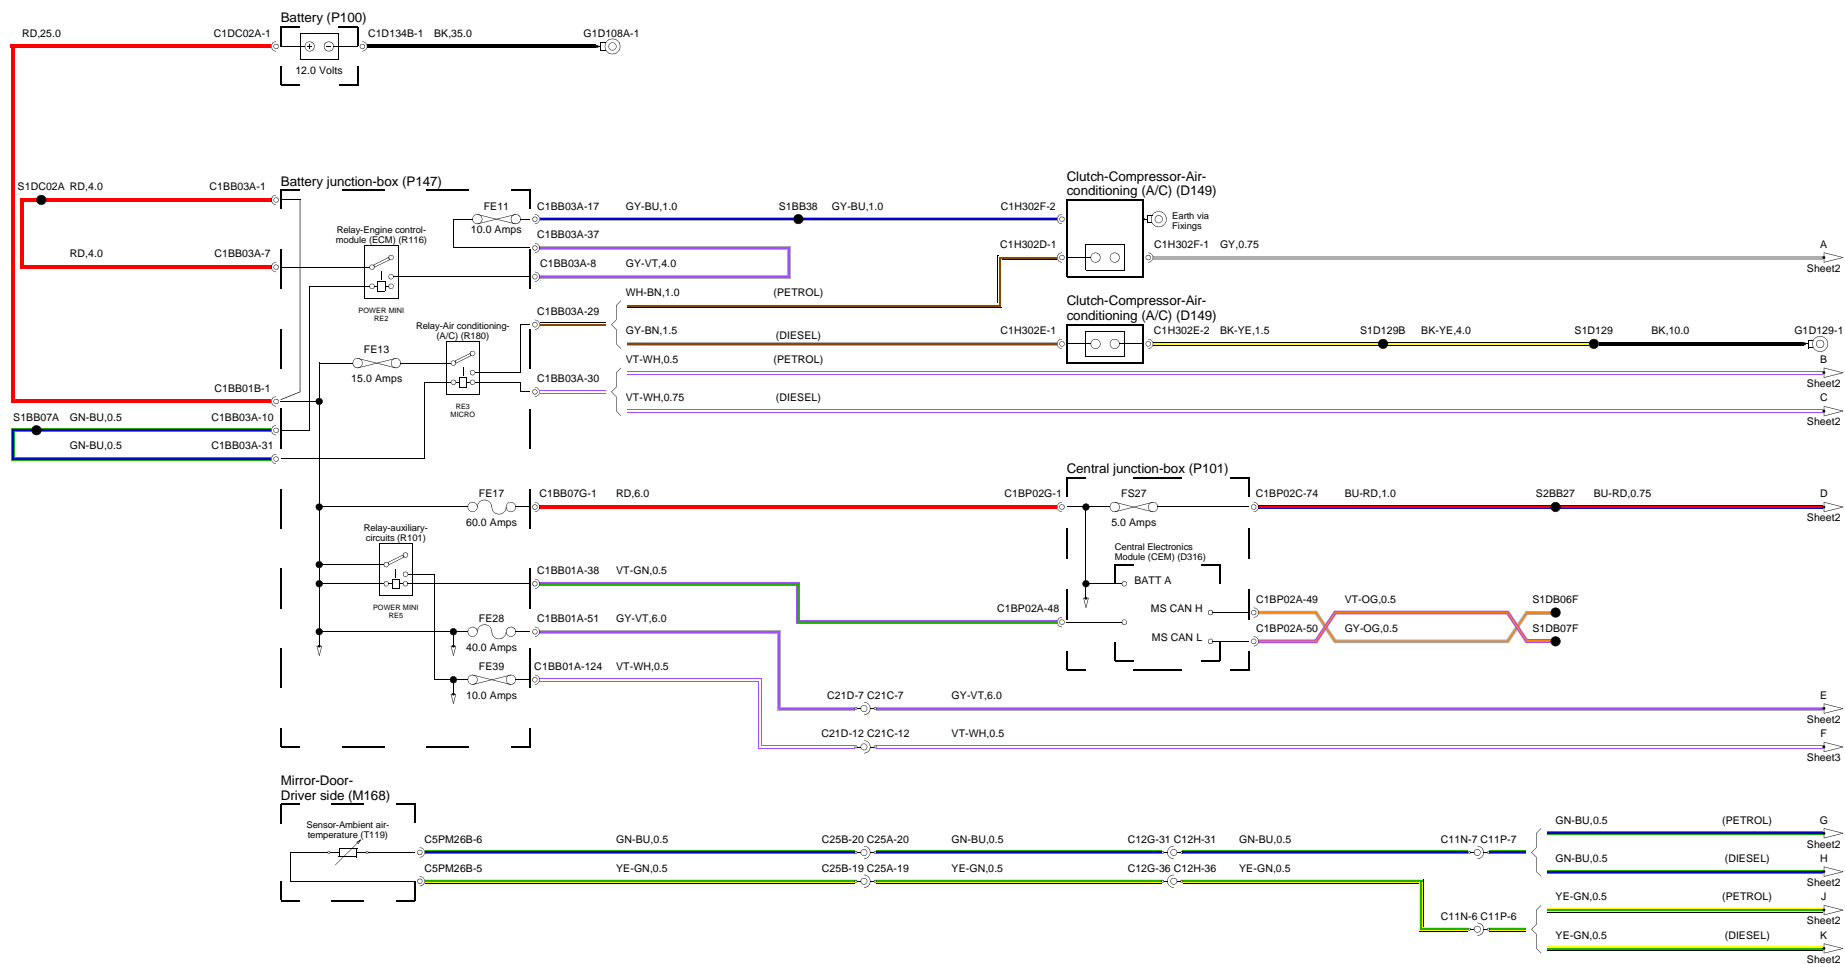 Battery (P100)
RD,25.0 C1DC02A-1 C1D134B-1 BK,35.0 G1D108A-1
12.0 Volts
Battery junction-box (P147)
S1DC02A RD,4.0 C1BB03A-1
RD,4.0 C1BB03A-7
Relay-Engine control-
module (ECM) (R116)
POWER MINI
RE2
FE11
10.0 Amps
C1BB03A-17 GY-BU,1.0 S1BB38 GY-BU,1.0 C1H302F-2
C1BB03A-37
C1BB03A-8 GY-VT,4.0
Clutch-Compressor-Air-
conditioning (A/C) (D149)
Earth via
Fixings
C1H302D-1
C1H302F-1 GY,0.75 A
Sheet2
WH-BN,1.0 (PETROL)
C1BB03A-29
GY-BN,1.5 (DIESEL) C1H302E-1
Clutch-Compressor-Air-
conditioning (A/C) (D149)
C1H302E-2 BK-YE,1.5 S1D129B BK-YE,4.0 S1D129 BK,10.0 G1D129-1
Relay-Air conditioning-
(A/C) (R180)
RE3
MICRO
FE13
15.0 Amps
VT-WH,0.5 (PETROL) B
Sheet2
C1BB03A-30
VT-WH,0.75 (DIESEL) C
Sheet2
C1BB01B-1
S1BB07A GN-BU,0.5 C1BB03A-10
GN-BU,0.5 C1BB03A-31
Central junction-box (P101)
FE17
60.0 Amps
C1BB07G-1 RD,6.0 C1BP02G-1
FS27
5.0 Amps
C1BP02C-74 BU-RD,1.0 S2BB27 BU-RD,0.75 D
Sheet2
Relay-auxiliary-
circuits (R101)
POWER MINI
RE5
Central Electronics
Module (CEM) (D316)
BATT A
MS CAN H
MS CAN L
C1BB01A-38 VT-GN,0.5 C1BP02A-48
C1BP02A-49 VT-OG,0.5 S1DB06F
C1BP02A-50 GY-OG,0.5 S1DB07F
FE28
40.0 Amps
C1BB01A-51 GY-VT,6.0
FE39
10.0 Amps
C1BB01A-124 VT-WH,0.5
C21D-7 C21C-7 GY-VT,6.0 E
Sheet2
C21D-12 C21C-12 VT-WH,0.5 F
Sheet3
Mirror-Door-
Driver side (M168)
Sensor-Ambient air-
temperature (T119)
C5PM26B-6 GN-BU,0.5 C25B-20 C25A-20 GN-BU,0.5 C12G-31 C12H-31 GN-BU,0.5 C11N-7 C11P-7
C5PM26B-5 YE-GN,0.5 C25B-19 C25A-19 YE-GN,0.5 C12G-36 C12H-36 YE-GN,0.5
C11N-6 C11P-6
GN-BU,0.5 (PETROL) G
Sheet2
GN-BU,0.5 (DIESEL) H
Sheet2
YE-GN,0.5 (PETROL) J
Sheet2
YE-GN,0.5 (DIESEL) K
Sheet2